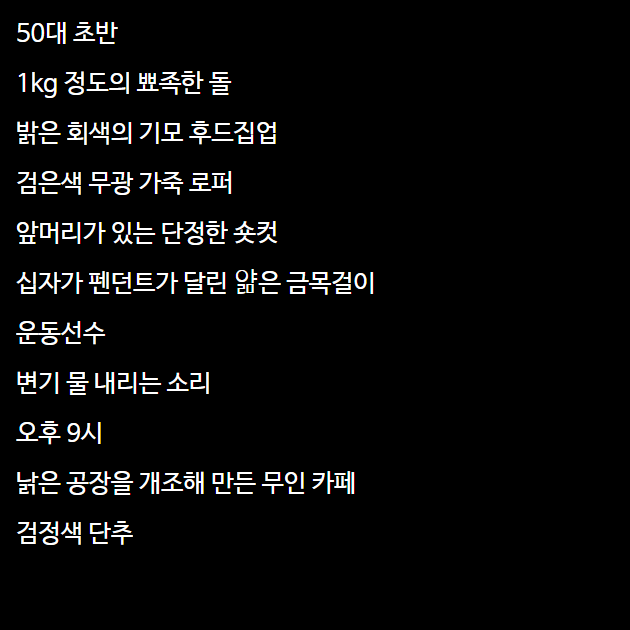 50대 초반
1kg 정도의 뾰족한 돌
밝은 회색의 기모 후드집업
검은색 무광 가죽 로퍼
앞머리가 있는 단정한 숏컷
십자가 펜던트가 달린 얇은 금목걸이
운동선수
변기 물 내리는 소리
오후 9시
낡은 공장을 개조해 만든 무인 카페
검정색 단추